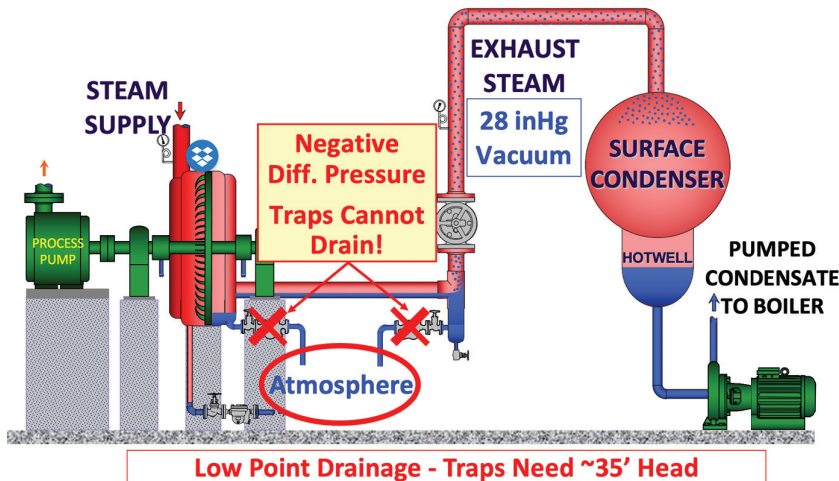 EXHAUST
STEAM
28 inHg
Vacuum
STEAM
SUPPLY
Negative
Diff. Pressure
Traps Cannot
Drain!
SURFACE
CONDENSER
HOTWELL
PROCESS
PUMP
PUMPED
CONDENSATE
TO BOILER
Atmosphere
Low Point Drainage - Traps Need ~35’ Head